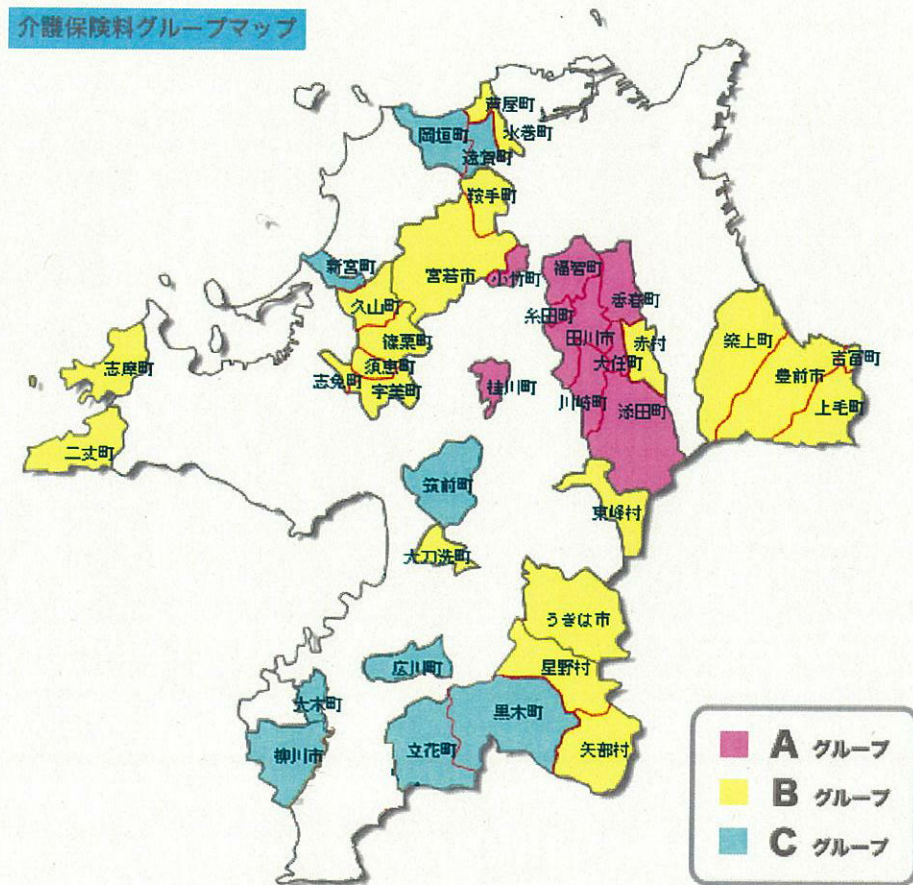 介護保険料グループマップ
芦屋町
岡垣町
水巻町
遠賀町
鞍手町
新宮町
宮若市
小竹町
福智町
香春町
久山町
糸田町
田川市
赤村
篠栗町
大任町
築上町
吉富町
志摩町
須恵町
志免町
宇美町
桂川町
川崎町
添田町
豊前市
上毛町
二丈町
筑前町
東峰村
大刀洗町
うきは市
広川町
星野村
大木町
黒木町
柳川市
立花町
矢部村
A グループ
B グループ
C グループ